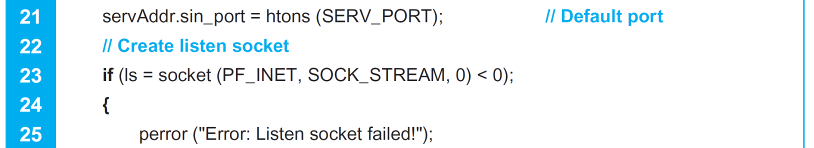 21 servAddr.sin_port = htons (SERV_PORT); // Default port
22 // Create listen socket
23 if (ls = socket (PF_INET, SOCK_STREAM, 0) < 0);
24 {
25 perror ("Error: Listen socket failed!");